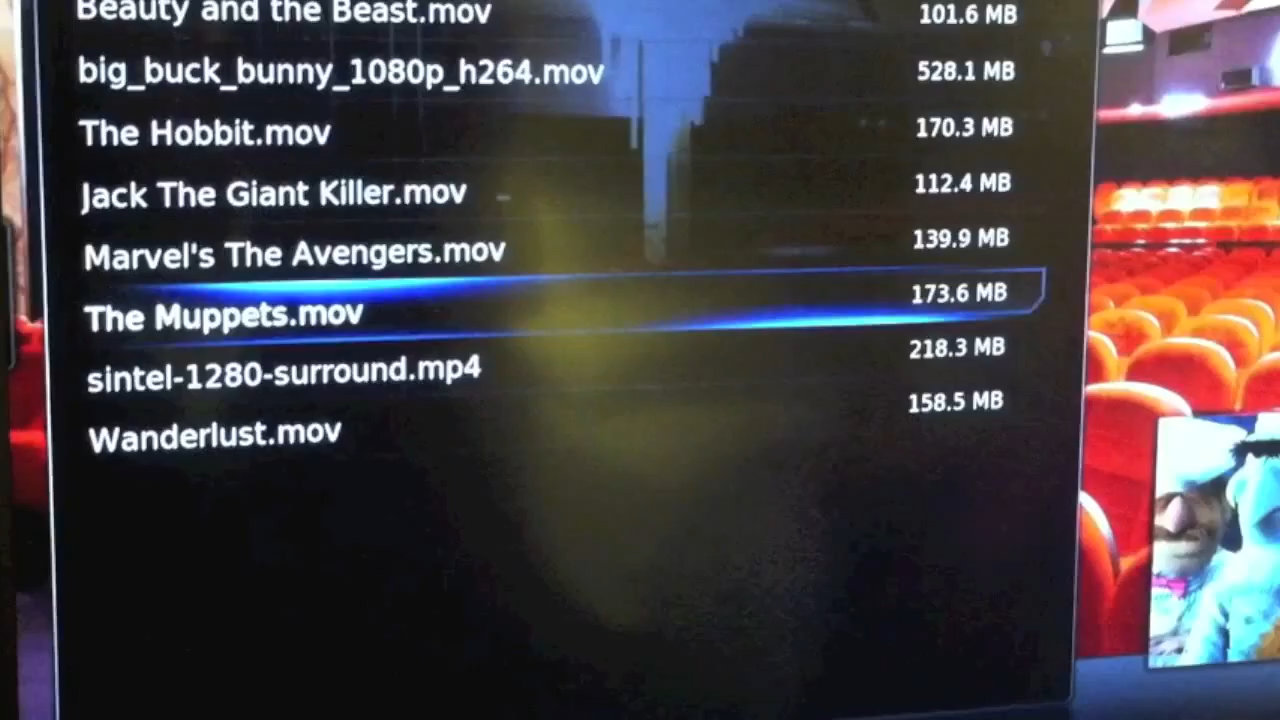 Beauty and the Beast.mov 101.6 MB
big_buck_bunny_1080p_h264.mov 528.1 MB
The Hobbit.mov 170.3 MB
Jack The Giant Killer.mov 112.4 MB
Marvel's The Avengers.mov 139.9 MB
The Muppets.mov 173.6 MB
sintel-1280-surround.mp4 218.3 MB
Wanderlust.mov 158.5 MB